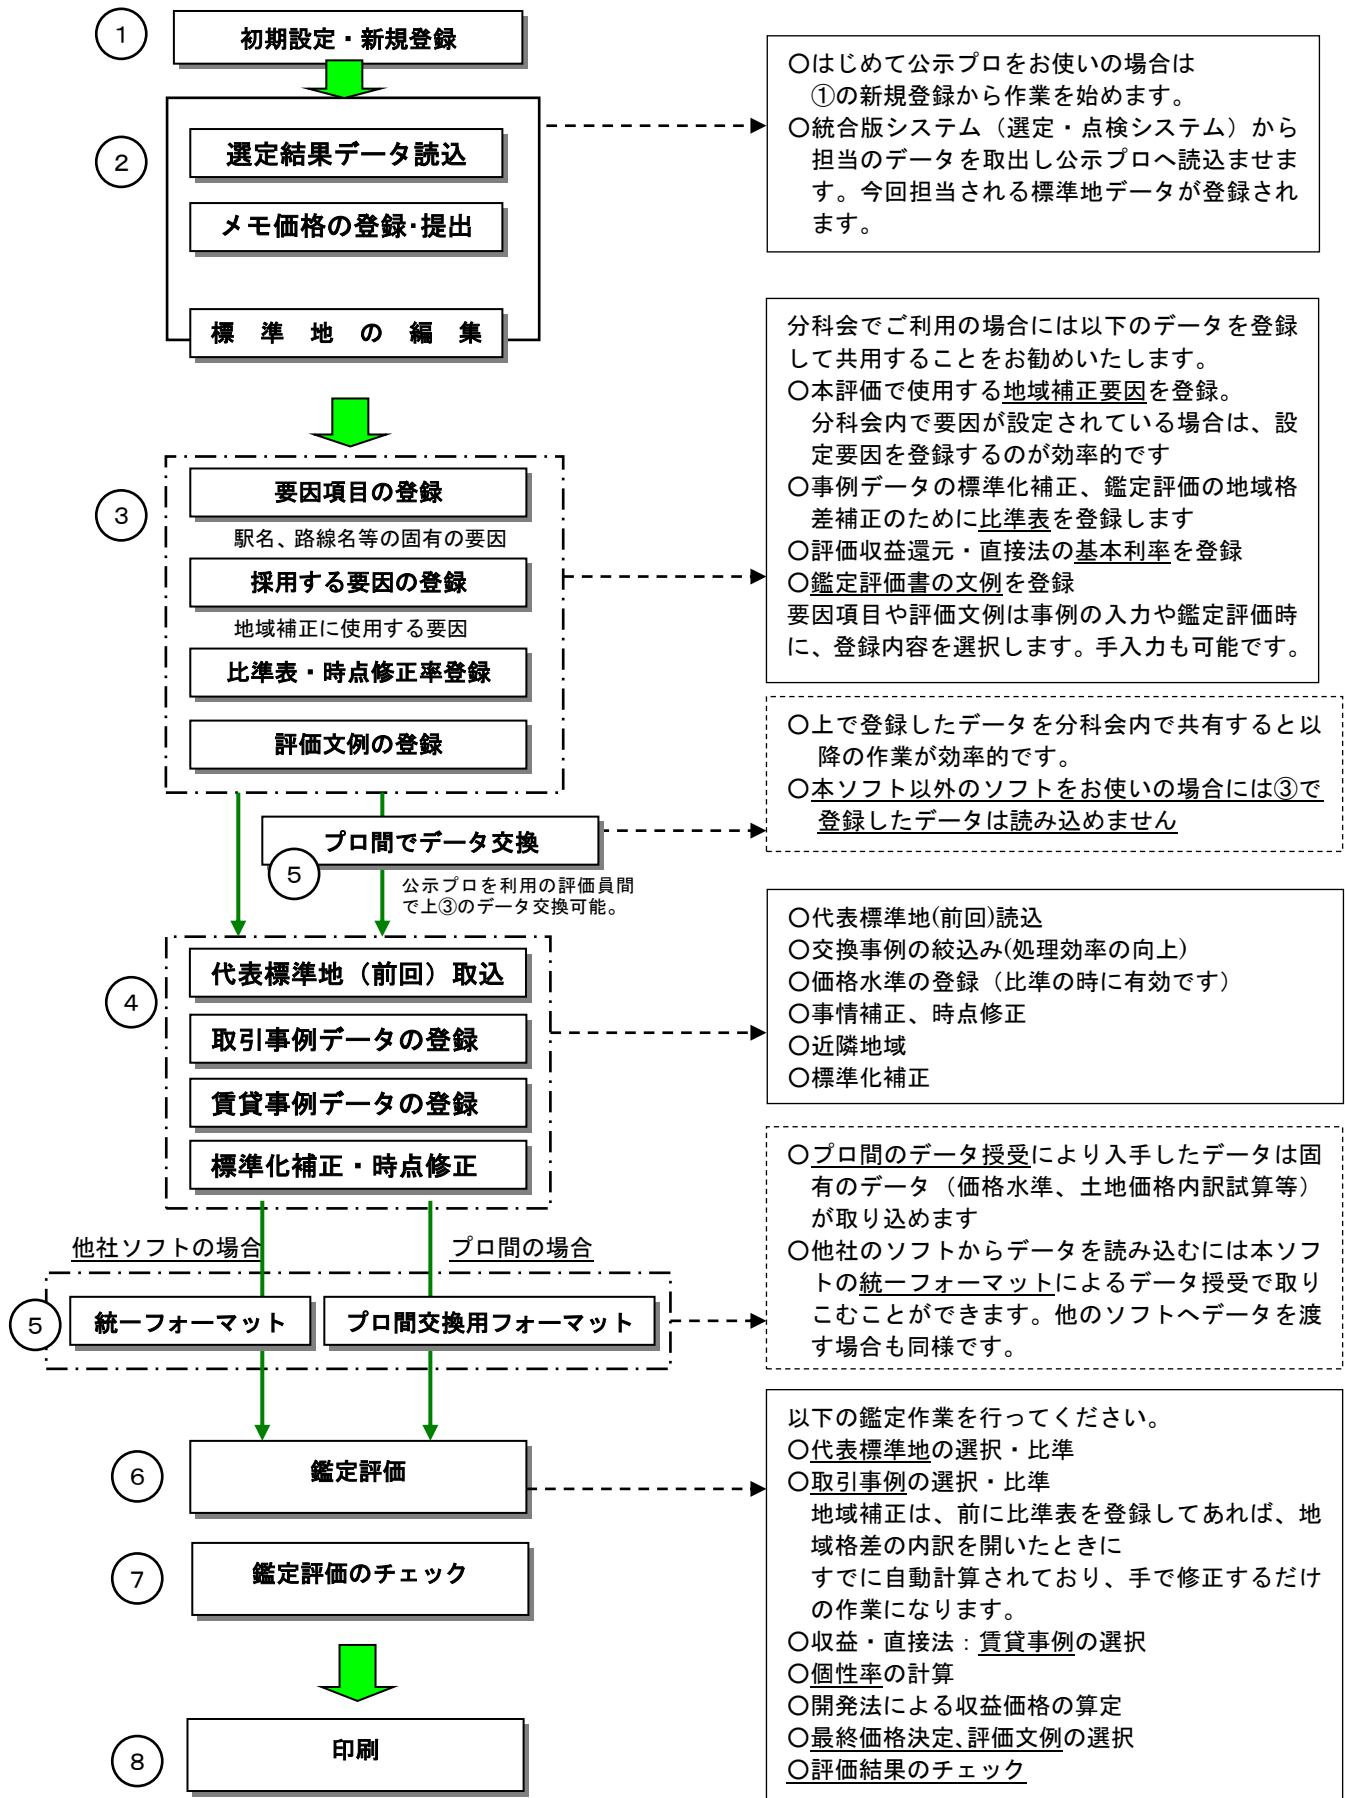 1
初期設定・新規登録
○はじめて公示プロをお使いの場合は
①の新規登録から作業を始めます。
○統合版システム（選定・点検システム）から
担当のデータを取出し公示プロへ読込ませま
す。今回担当される標準地データが登録され
ます。
2
選定結果データ読込
メモ価格の登録･提出
標 準 地 の 編 集
分科会でご利用の場合には以下のデータを登録
して共用することをお勧めいたします。
○本評価で使用する地域補正要因を登録。
分科会内で要因が設定されている場合は、設
定要因を登録するのが効率的です
○事例データの標準化補正、鑑定評価の地域格
差補正のために比準表を登録します
○評価収益還元・直接法の基本利率を登録
○鑑定評価書の文例を登録
要因項目や評価文例は事例の入力や鑑定評価時
に、登録内容を選択します。手入力も可能です。
3
要因項目の登録
駅名、路線名等の固有の要因
採用する要因の登録
地域補正に使用する要因
比準表・時点修正率登録
評価文例の登録
○上で登録したデータを分科会内で共有すると以
降の作業が効率的です。
○本ソフト以外のソフトをお使いの場合には③で
登録したデータは読み込めません
プロ間でデータ交換
5
公示プロを利用の評価員間
で上③のデータ交換可能。
○代表標準地(前回)読込
○交換事例の絞込み(処理効率の向上)
○価格水準の登録（比準の時に有効です）
○事情補正、時点修正
○近隣地域
○標準化補正
4
代表標準地（前回）取込
取引事例データの登録
賃貸事例データの登録
標準化補正・時点修正
○プロ間のデータ授受により入手したデータは固
有のデータ（価格水準、土地価格内訳試算等）
が取り込めます
○他社のソフトからデータを読み込むには本ソフ
トの統一フォーマットによるデータ授受で取り
こむことができます。他のソフトへデータを渡
す場合も同様です。
他社ソフトの場合
プロ間の場合
5
統一フォーマット
プロ間交換用フォーマット
以下の鑑定作業を行ってください。
○代表標準地の選択・比準
○取引事例の選択・比準
地域補正は、前に比準表を登録してあれば、地
域格差の内訳を開いたときに
すでに自動計算されており、手で修正するだけ
の作業になります。
○収益・直接法：賃貸事例の選択
○個性率の計算
○開発法による収益価格の算定
○最終価格決定､評価文例の選択
○評価結果のチェック
6
鑑定評価
7
鑑定評価のチェック
8
印刷